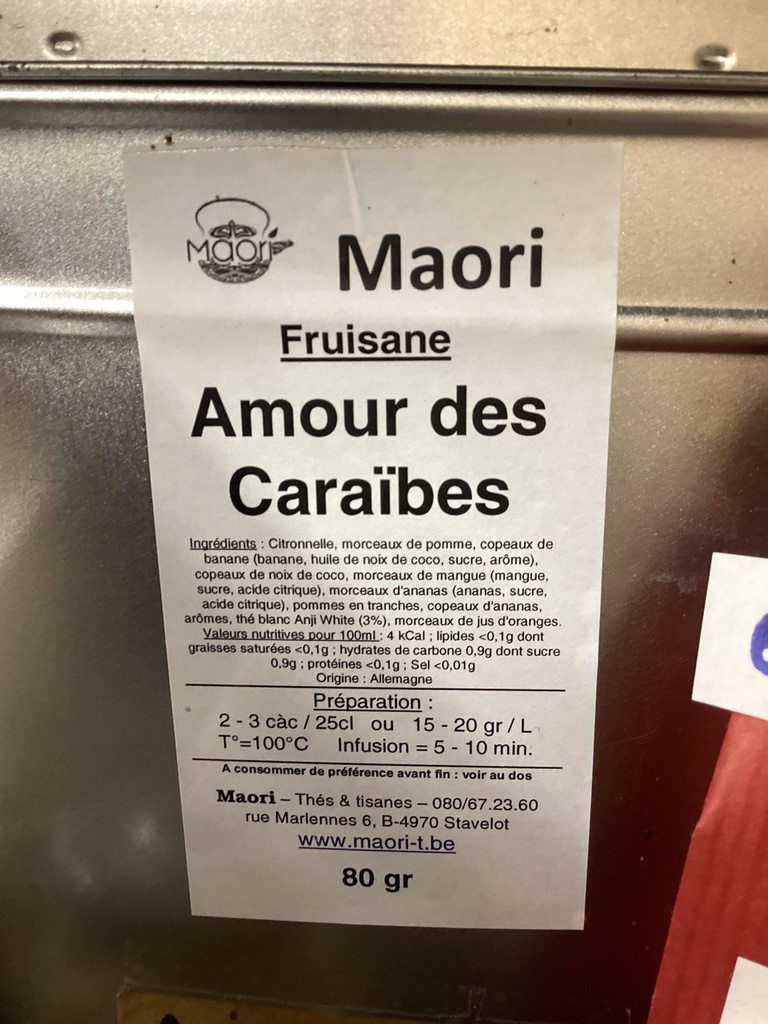 Maori
Maori
Fruisane
Amour des
Caraïbes
Ingrédients : Citronnelle, morceaux de pomme, copeaux de
banane (banane, huile de noix de coco, sucre, arôme),
copeaux de noix de coco, morceaux de mangue (mangue,
sucre, acide citrique), morceaux d'ananas (ananas, sucre,
acide citrique), pommes en tranches, copeaux d'ananas,
arômes, thé blanc Anji White (3%), morceaux de jus d'oranges.
Valeurs nutritives pour 100ml : 4 kCal ; lipides <0,1g dont
graisses saturées <0,1g ; hydrates de carbone 0,9g dont sucre
0,9g ; protéines <0,1g ; Sel <0,01g
Origine : Allemagne
Préparation :
2 - 3 càc / 25cl ou 15 - 20 gr / L
T°=100°C Infusion = 5 - 10 min.
A consommer de préférence avant fin : voir au dos
Maori – Thés & tisanes – 080/67.23.60
rue Marlennes 6, B-4970 Stavelot
www.maori-t.be
80 gr